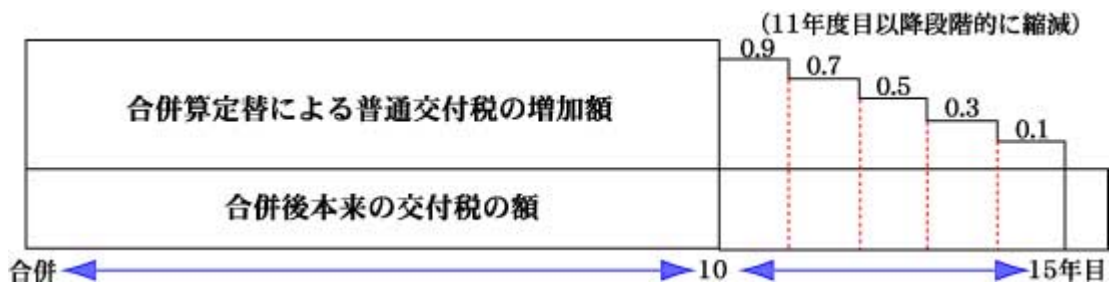 (11年度目以降段階的に縮減)
0.9
0.7
0.5
0.3
0.1
合併算定替による普通交付税の増加額
合併後本来の交付税の額
合併 10 15年目